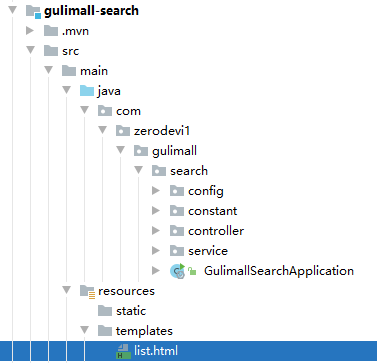 gulimall-search
.mvn
src
main
java
com
zerodevi1
gulimall
search
config
constant
controller
service
GulimallSearchApplication
resources
static
templates
list.html